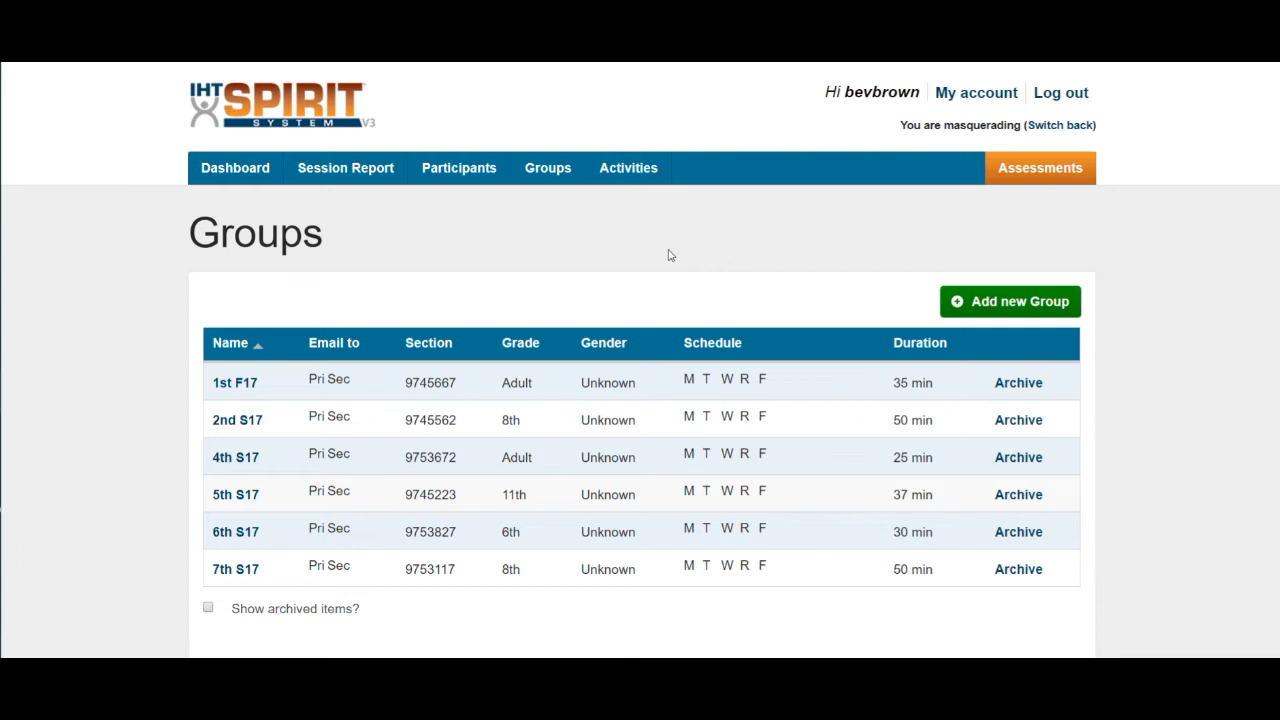 IHT SPIRIT SYSTEM V3
Hi bevbrown My account Log out
You are masquerading (Switch back)
Dashboard Session Report Participants Groups Activities Assessments
Groups
Add new Group
Name Email to Section Grade Gender Schedule Duration
1st F17 Pri Sec 9745667 Adult Unknown M T W R F 35 min Archive
2nd S17 Pri Sec 9745562 8th Unknown M T W R F 50 min Archive
4th S17 Pri Sec 9753672 Adult Unknown M T W R F 25 min Archive
5th S17 Pri Sec 9745223 11th Unknown M T W R F 37 min Archive
6th S17 Pri Sec 9753827 6th Unknown M T W R F 30 min Archive
7th S17 Pri Sec 9753117 8th Unknown M T W R F 50 min Archive
Show archived items?